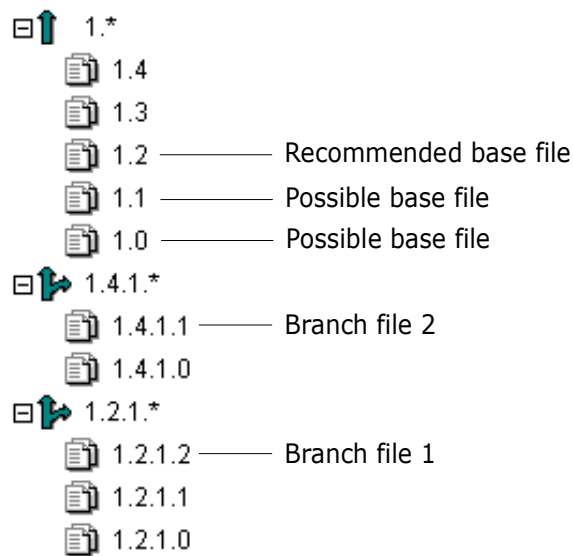 1.*
1.4
1.3
1.2 Recommended base file
1.1 Possible base file
1.0 Possible base file
1.4.1.*
1.4.1.1 Branch file 2
1.4.1.0
1.2.1.*
1.2.1.2 Branch file 1
1.2.1.1
1.2.1.0